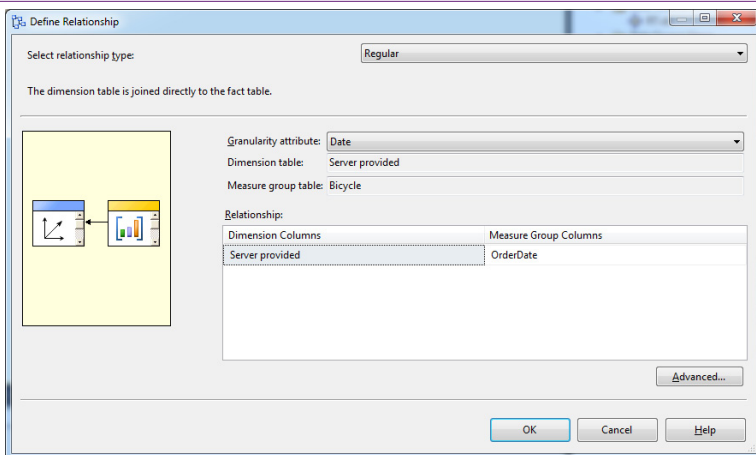 Define Relationship
Select relationship type: Regular
The dimension table is joined directly to the fact table.
Granularity attribute: Date
Dimension table: Server provided
Measure group table: Bicycle
Relationship:
Dimension Columns Measure Group Columns
Server provided OrderDate
Advanced...
OK Cancel Help